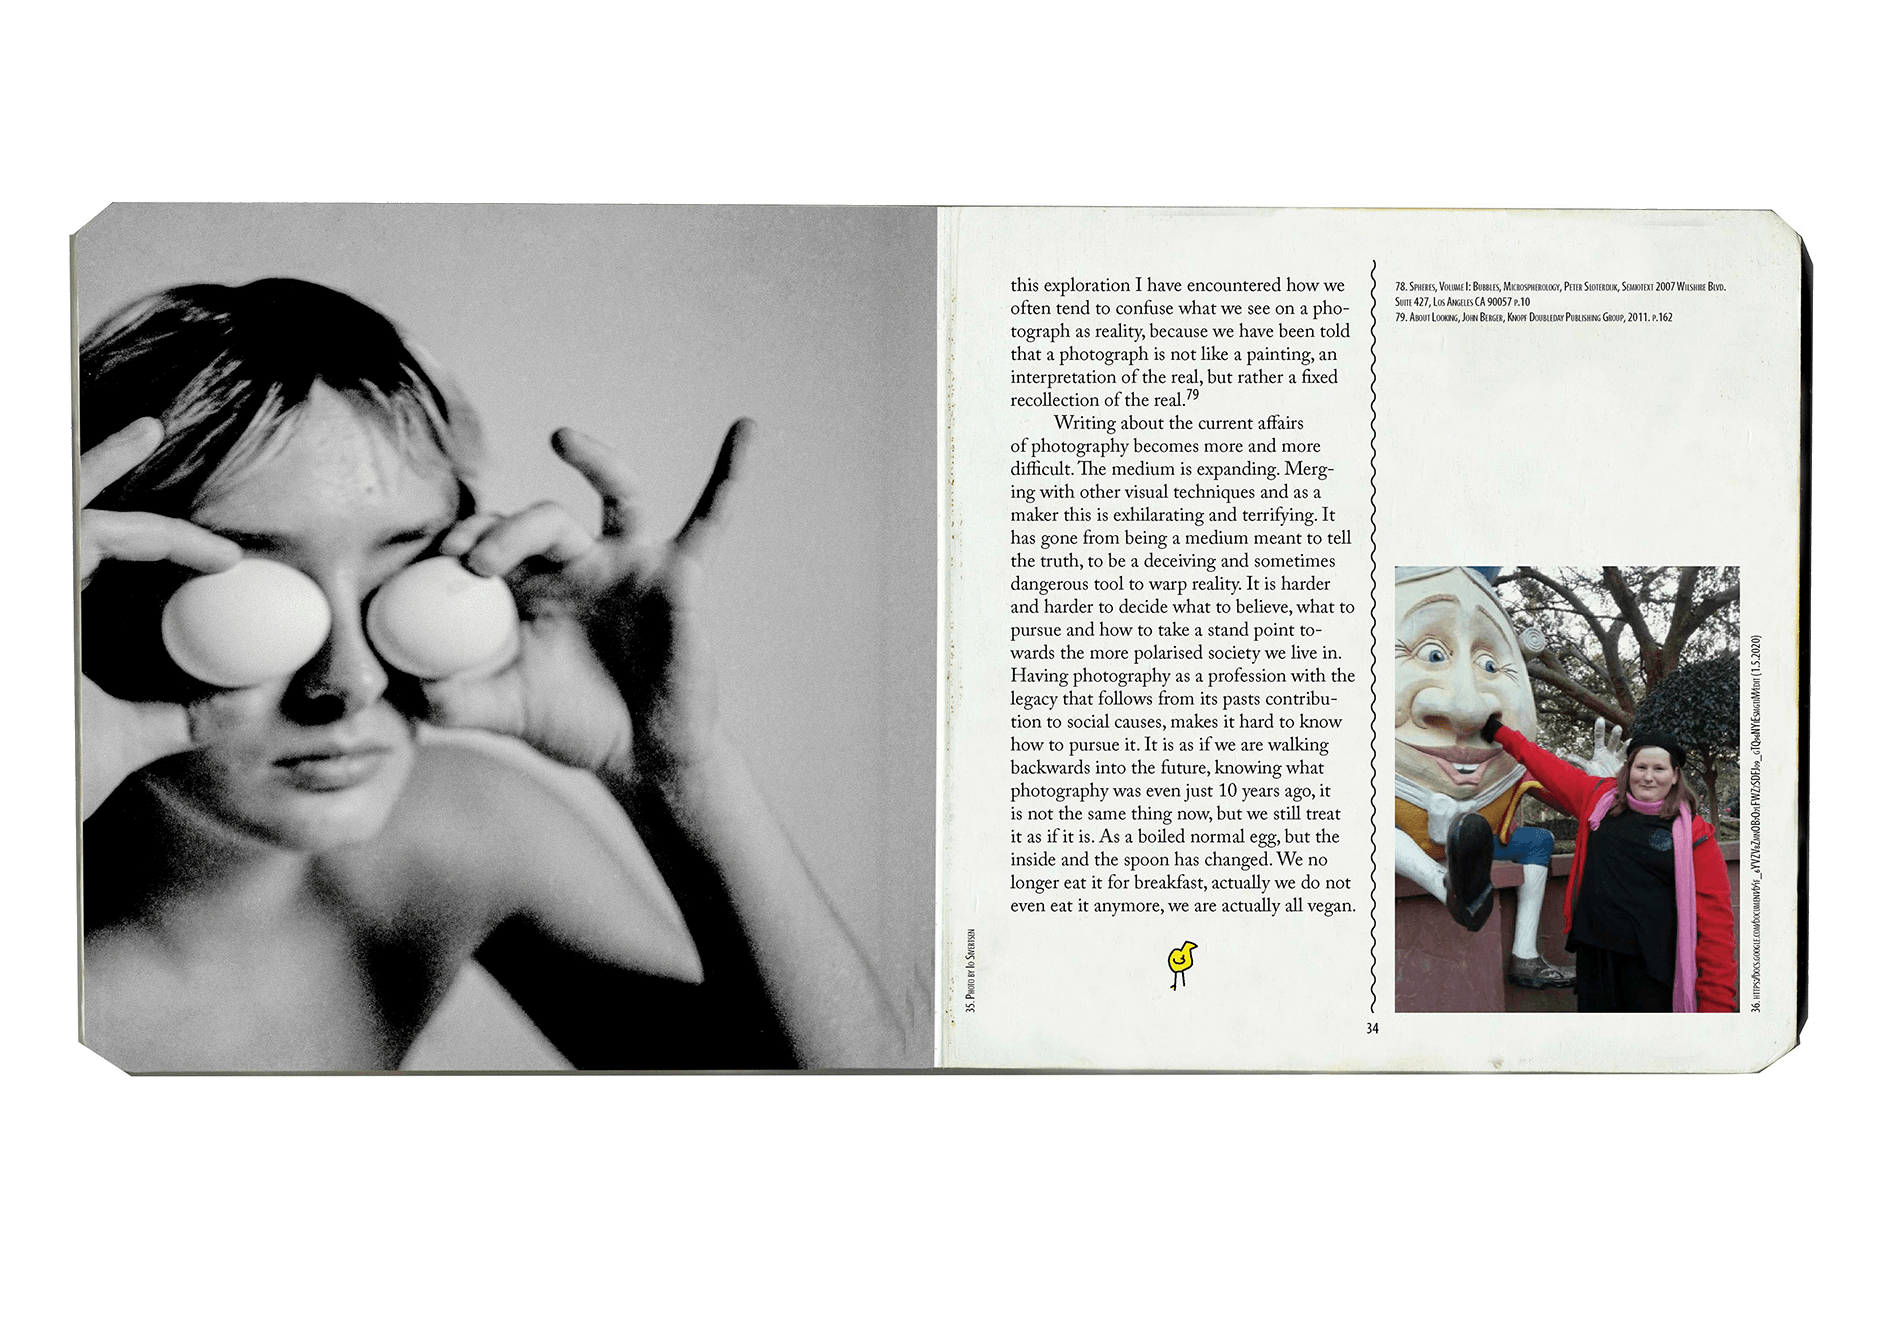 this exploration I have encountered how we
often tend to confuse what we see on a pho-
tograph as reality, because we have been told
that a photograph is not like a painting, an
interpretation of the real, but rather a fixed
recollection of the real.79
Writing about the current affairs
of photography becomes more and more
difficult. The medium is expanding. Merg-
ing with other visual techniques and as a
maker this is exhilarating and terrifying. It
has gone from being a medium meant to tell
the truth, to be a deceiving and sometimes
dangerous tool to warp reality. It is harder
and harder to decide what to believe, what to
pursue and how to take a stand point to-
wards the more polarised society we live in.
Having photography as a profession with the
legacy that follows from its pasts contribu-
tion to social causes, makes it hard to know
how to pursue it. It is as if we are walking
backwards into the future, knowing what
photography was even just 10 years ago, it
is not the same thing now, but we still treat
it as if it is. As a boiled normal egg, but the
inside and the spoon has changed. We no
longer eat it for breakfast, actually we do not
even eat it anymore, we are actually all vegan.
35. Photo by Io Sivertsen
34
78. Spheres, Volume I: Bubbles, Microspherology, Peter Sloterdijk, Semiotext 2007 Wilshire Blvd.
Suite 427, Los Angeles CA 90057 p.10
79. About Looking, John Berger, Knopf Doubleday Publishing Group, 2011. p.162
36. (1.5.2020)